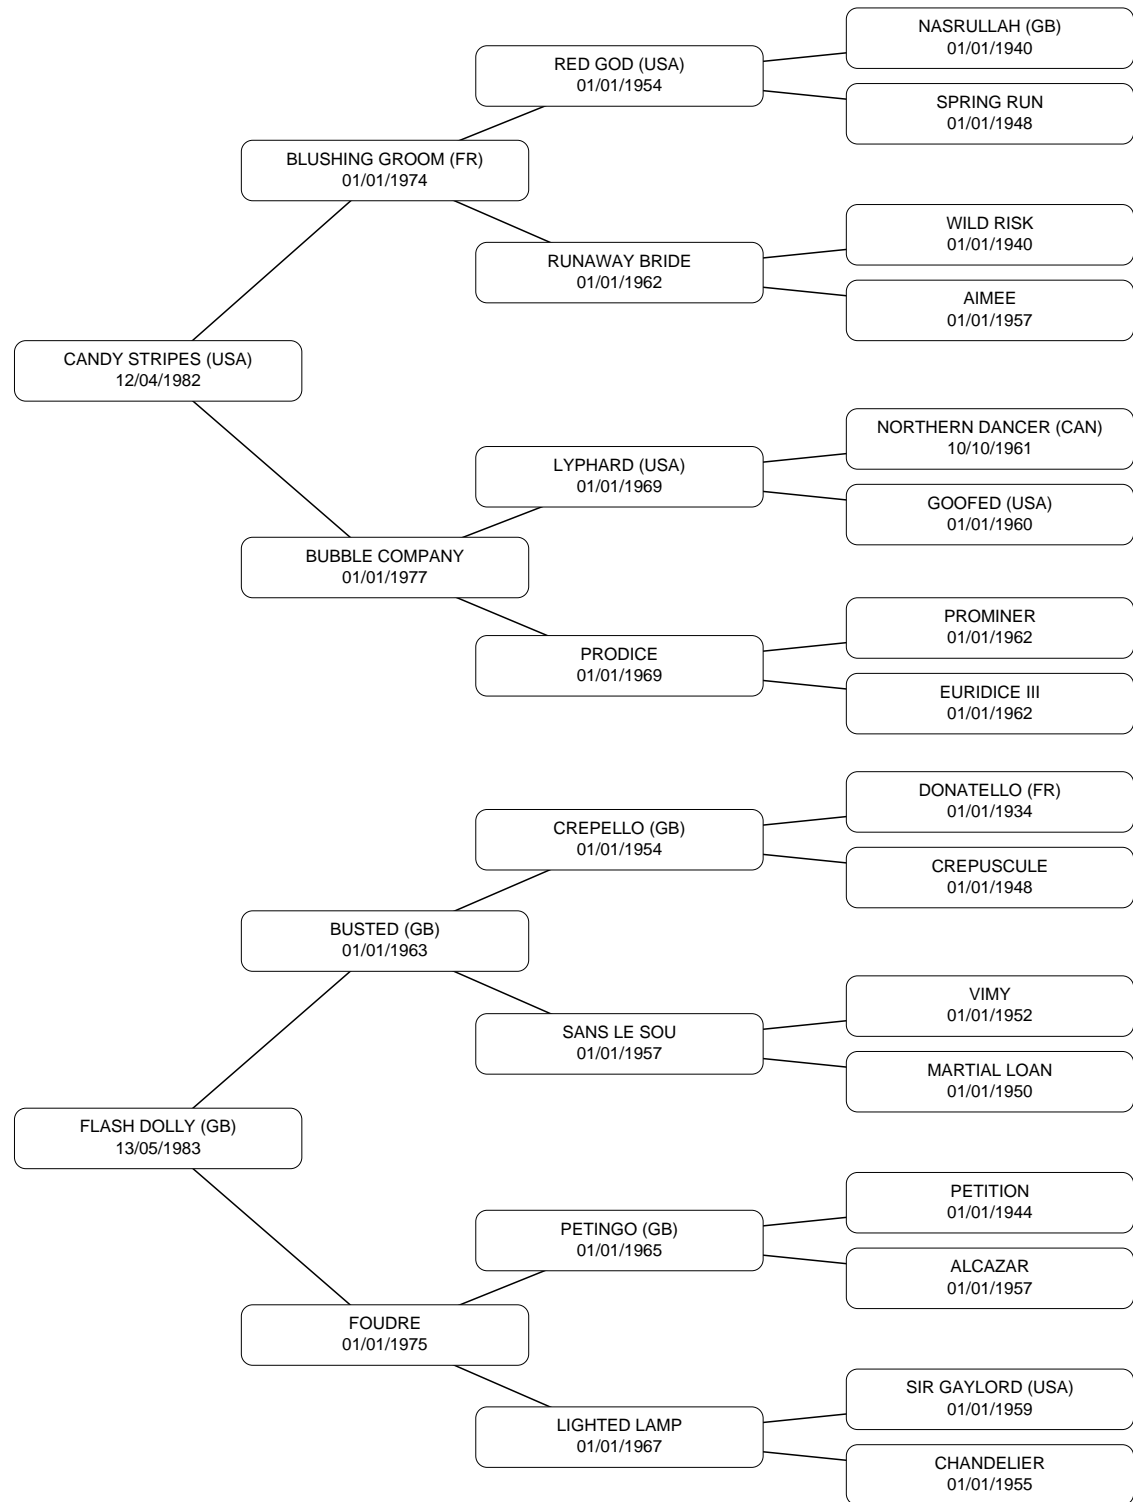 NASRULLAH (GB)
01/01/1940
RED GOD (USA)
01/01/1954
SPRING RUN
01/01/1948
BLUSHING GROOM (FR)
01/01/1974
WILD RISK
01/01/1940
RUNAWAY BRIDE
01/01/1962
AIMEE
01/01/1957
CANDY STRIPES (USA)
12/04/1982
NORTHERN DANCER (CAN)
10/10/1961
LYPHARD (USA)
01/01/1969
GOOFED (USA)
01/01/1960
BUBBLE COMPANY
01/01/1977
PROMINER
01/01/1962
PRODICE
01/01/1969
EURIDICE III
01/01/1962
DONATELLO (FR)
01/01/1934
CREPELLO (GB)
01/01/1954
CREPUSCULE
01/01/1948
BUSTED (GB)
01/01/1963
VIMY
01/01/1952
SANS LE SOU
01/01/1957
MARTIAL LOAN
01/01/1950
FLASH DOLLY (GB)
13/05/1983
PETITION
01/01/1944
PETINGO (GB)
01/01/1965
ALCAZAR
01/01/1957
FOUDRE
01/01/1975
SIR GAYLORD (USA)
01/01/1959
LIGHTED LAMP
01/01/1967
CHANDELIER
01/01/1955